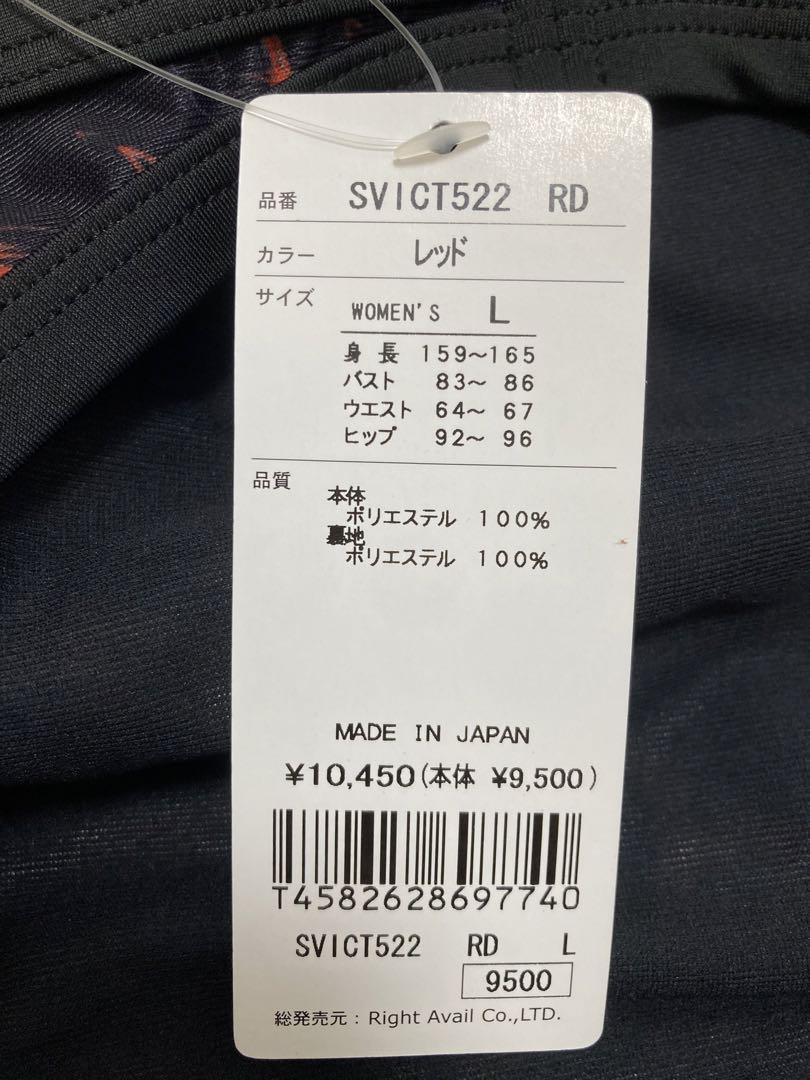 品番 SVICT522 RD
カラー レッド
サイズ WOMEN'S L
身長 159～165
バスト 83～ 86
ウエスト 64～ 67
ヒップ 92～ 96
品質
本体
ポリエステル 100%
裏地
ポリエステル 100%
MADE IN JAPAN
¥10,450(本体 ¥9,500)
T4582628697740
SVICT522 RD L
9500
総発売元：Right Avail Co.,LTD.